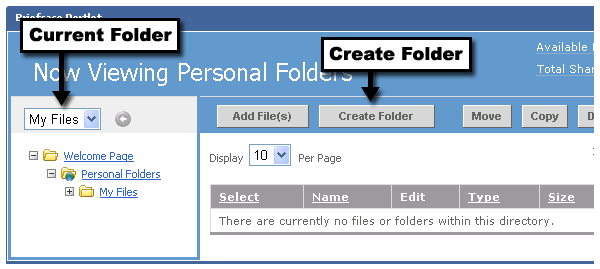 Briefcase Portlet
Current Folder
Create Folder
Available
Now Viewing Personal Folders
Total Shar
My Files
Add File(s) Create Folder Move Copy D
Display 10 Per Page
Welcome Page
Personal Folders
My Files
Select Name Edit Type Size
There are currently no files or folders within this directory.